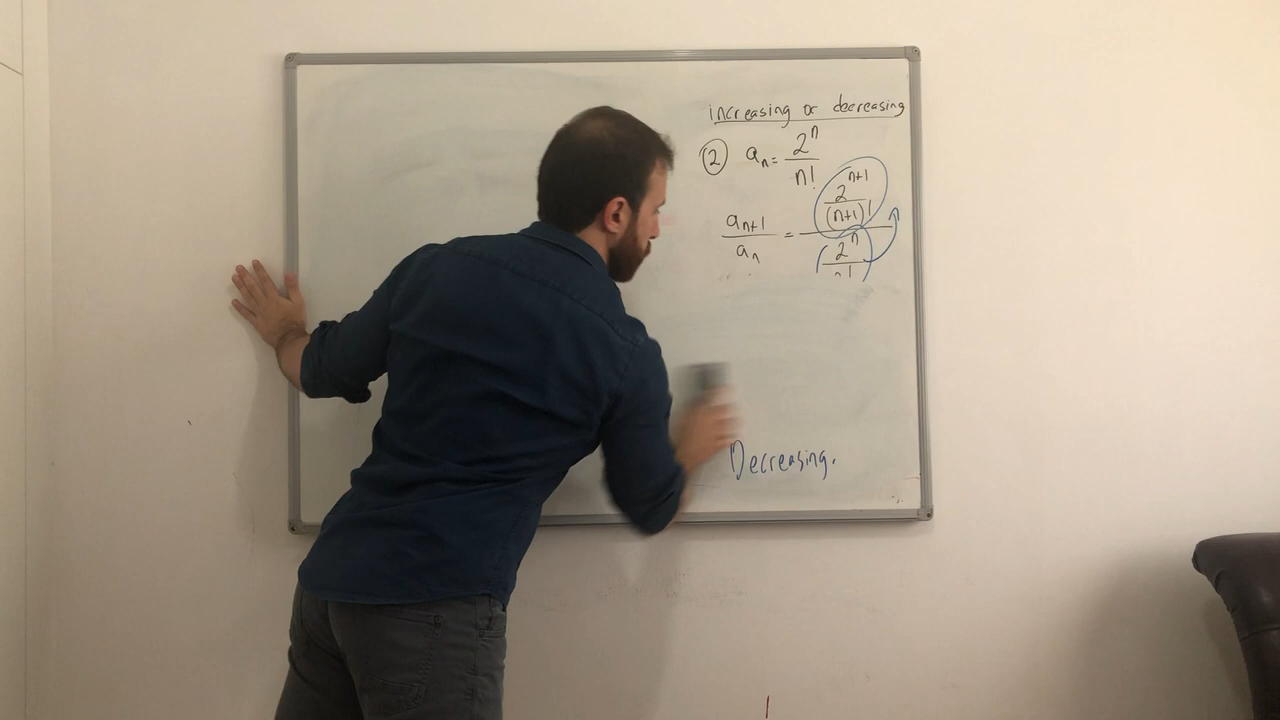 increasing or decreasing
② aₙ = 2ⁿ / n!
aₙ₊₁ / aₙ = (2ⁿ⁺¹ / (n+1)!) / (2ⁿ / n!)
Decreasing.